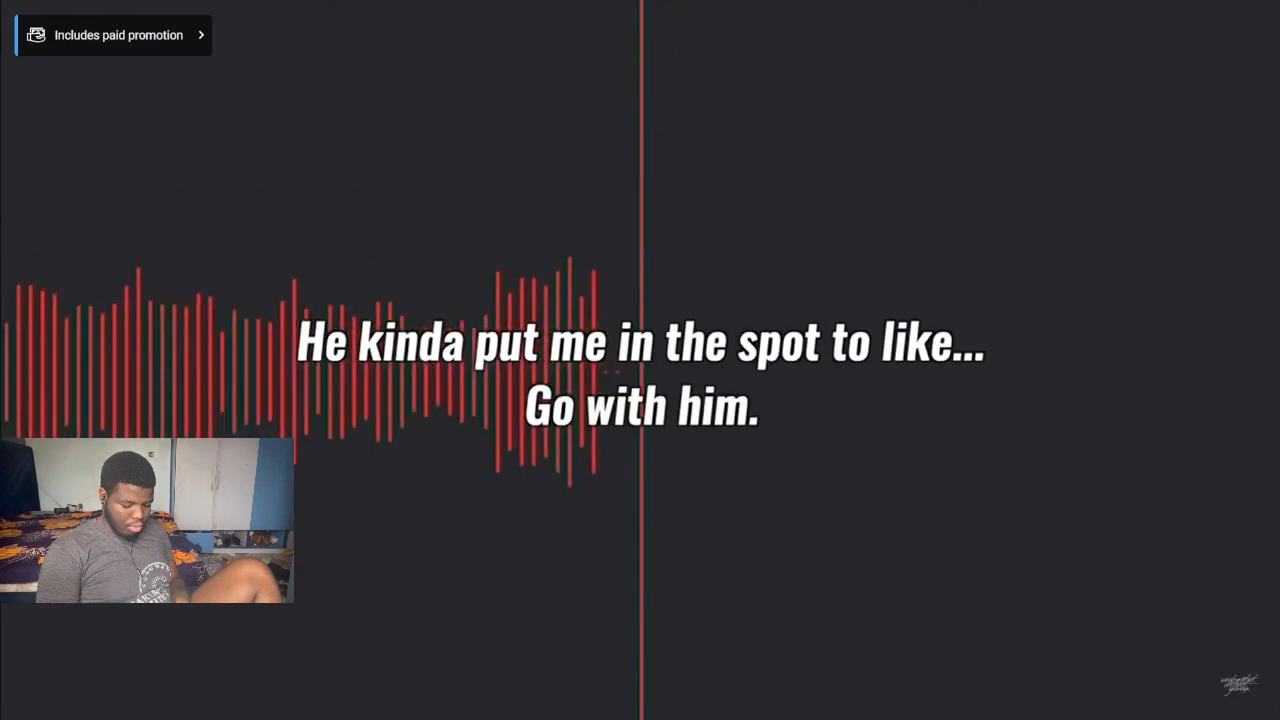 Includes paid promotion
He kinda put me in the spot to like...
Go with him.